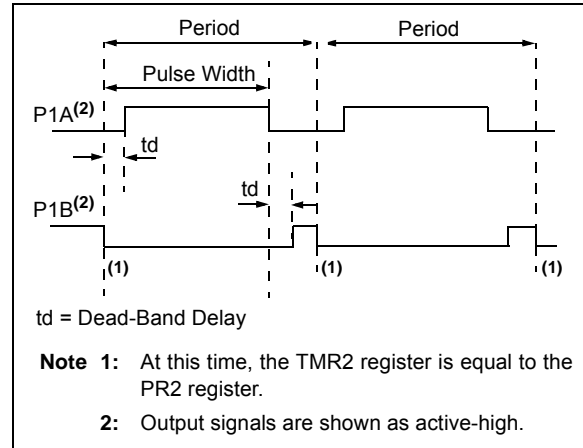 Period Period
Pulse Width
P1A(2)
td
td
P1B(2)
(1) (1) (1)
td = Dead-Band Delay
Note 1: At this time, the TMR2 register is equal to the
PR2 register.
2: Output signals are shown as active-high.